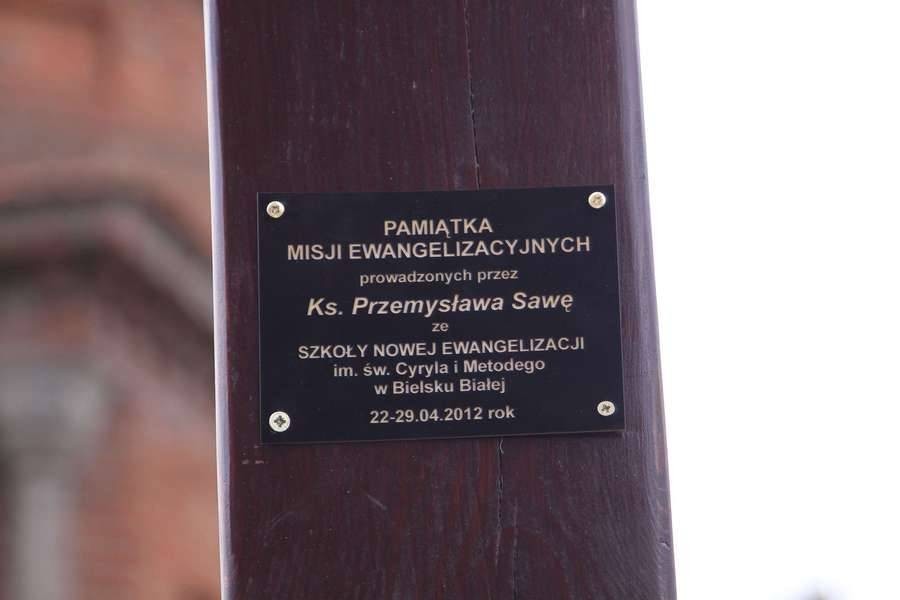 PAMIĄTKA
MISJI EWANGELIZACYJNYCH
prowadzonych przez
Ks. Przemysława Sawę
ze
SZKOŁY NOWEJ EWANGELIZACJI
im. św. Cyryla i Metodego
w Bielsku Białej
22-29.04.2012 rok